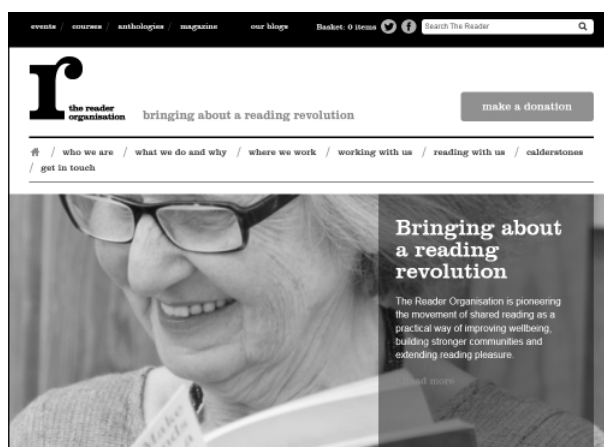 events / courses / anthologies / magazine our blogs Basket: 0 items Search The Reader
r
the reader
organisation
bringing about a reading revolution
make a donation
/ who we are / what we do and why / where we work / working with us / reading with us / calderstones
/ get in touch
Bringing about
a reading
revolution
The Reader Organisation is pioneering
the movement of shared reading as a
practical way of improving wellbeing,
building stronger communities and
extending reading pleasure.
Read more